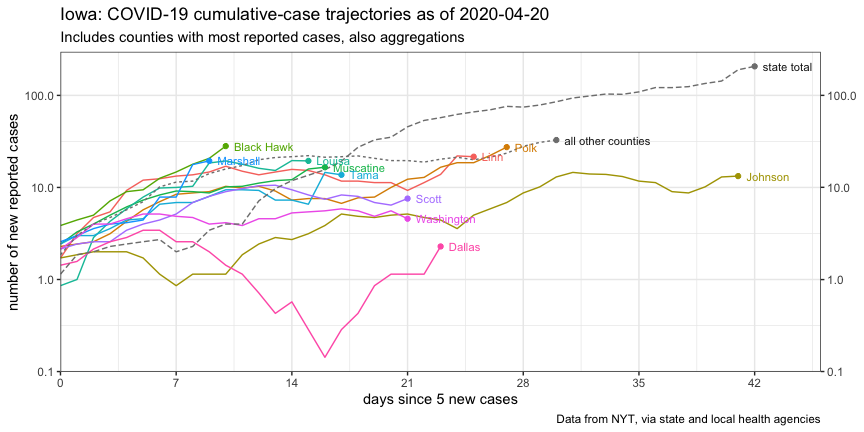 Iowa: COVID-19 cumulative-case trajectories as of 2020-04-20
Includes counties with most reported cases, also aggregations
state total
100.0
100.0
Black Hawk
all other counties
Polk
Marshall
Louisa
Linn
Muscatine
Tama
Johnson
10.0
10.0
Scott
Washington
Dallas
1.0
1.0
0.1
0.1
0
7
14
21
28
35
42
number of new reported cases
days since 5 new cases
Data from NYT, via state and local health agencies